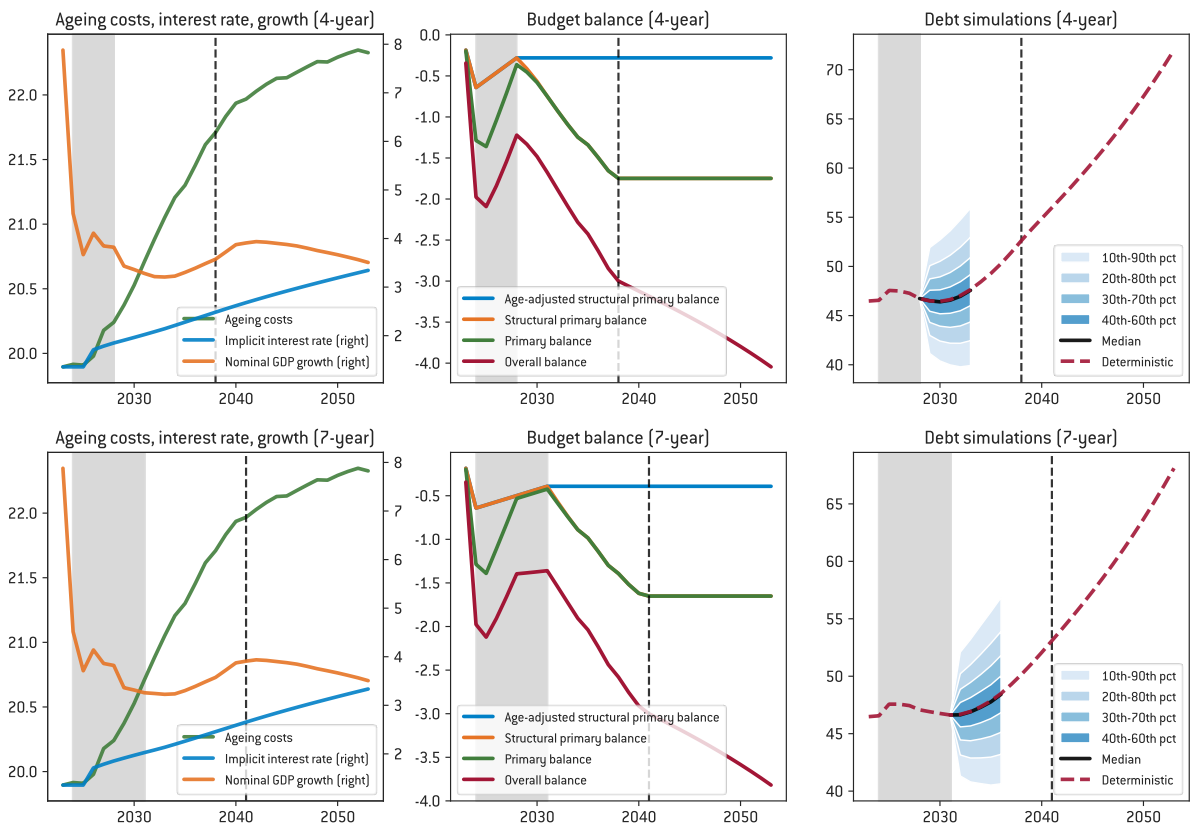 Ageing costs, interest rate, growth (4-year)
22.0
21.5
21.0
20.5
20.0
8
7
6
5
4
3
2
Ageing costs
Implicit interest rate (right)
Nominal GDP growth (right)
2030
2040
2050
Budget balance (4-year)
0.0
-0.5
-1.0
-1.5
-2.0
-2.5
-3.0
-3.5
-4.0
Age-adjusted structural primary balance
Structural primary balance
Primary balance
Overall balance
2030
2040
2050
Debt simulations (4-year)
70
65
60
55
50
45
40
10th-90th pct
20th-80th pct
30th-70th pct
40th-60th pct
Median
Deterministic
2030
2040
2050
Ageing costs, interest rate, growth (7-year)
22.0
21.5
21.0
20.5
20.0
8
7
6
5
4
3
2
Ageing costs
Implicit interest rate (right)
Nominal GDP growth (right)
2030
2040
2050
Budget balance (7-year)
-0.5
-1.0
-1.5
-2.0
-2.5
-3.0
-3.5
-4.0
Age-adjusted structural primary balance
Structural primary balance
Primary balance
Overall balance
2030
2040
2050
Debt simulations (7-year)
65
60
55
50
45
40
10th-90th pct
20th-80th pct
30th-70th pct
40th-60th pct
Median
Deterministic
2030
2040
2050